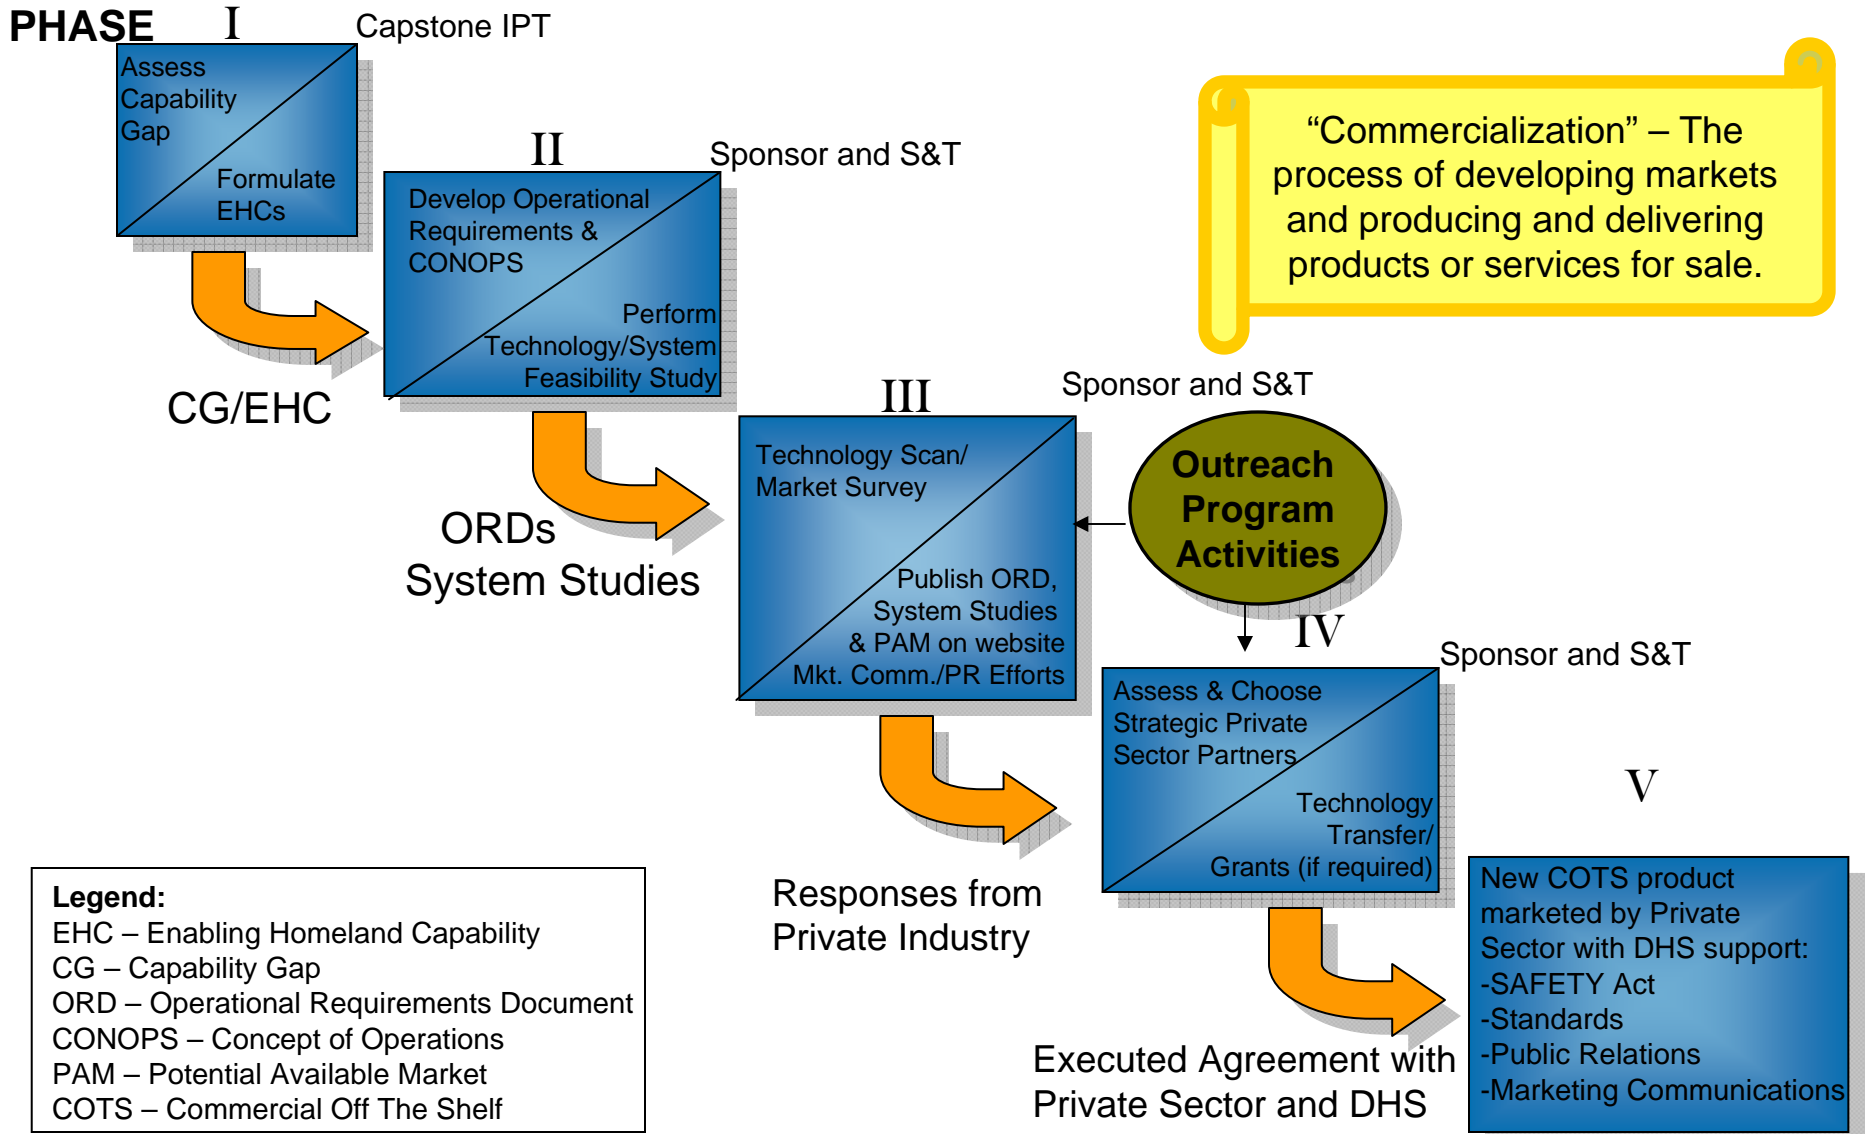 PHASE
I
Capstone IPT
Assess
Capability
Gap
Formulate
EHCs
CG/EHC
II
Sponsor and S&T
Develop Operational
Requirements &
CONOPS
Perform
Technology/System
Feasibility Study
ORDs
System Studies
“Commercialization” – The
process of developing markets
and producing and delivering
products or services for sale.
III
Sponsor and S&T
Technology Scan/
Market Survey
Publish ORD,
System Studies
& PAM on website
Mkt. Comm./PR Efforts
Outreach
Program
Activities
Responses from
Private Industry
IV
Sponsor and S&T
Assess & Choose
Strategic Private
Sector Partners
Technology
Transfer/
Grants (if required)
Executed Agreement with
Private Sector and DHS
V
New COTS product
marketed by Private
Sector with DHS support:
-SAFETY Act
-Standards
-Public Relations
-Marketing Communications
Legend:
EHC – Enabling Homeland Capability
CG – Capability Gap
ORD – Operational Requirements Document
CONOPS – Concept of Operations
PAM – Potential Available Market
COTS – Commercial Off The Shelf